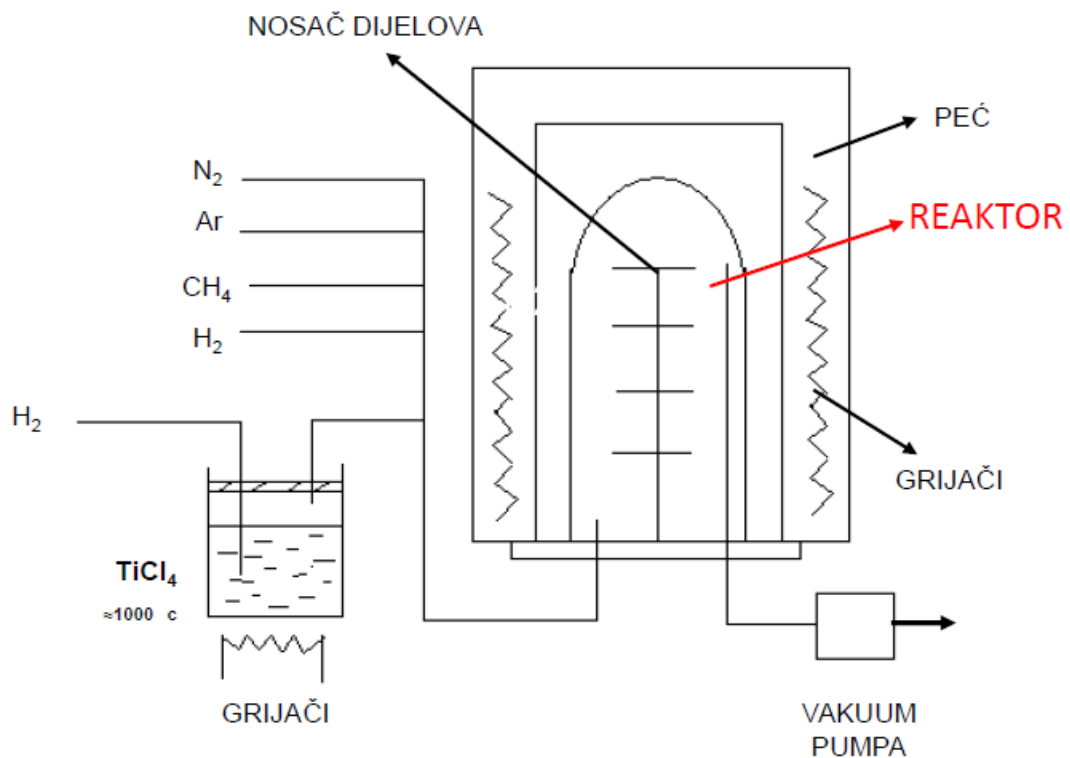 NOSAČ DIJELOVA
PEĆ
N₂
Ar
REAKTOR
CH₄
H₂
H₂
GRIJAČI
TiCl₄
≈1000 c
GRIJAČI
VAKUUM
PUMPA